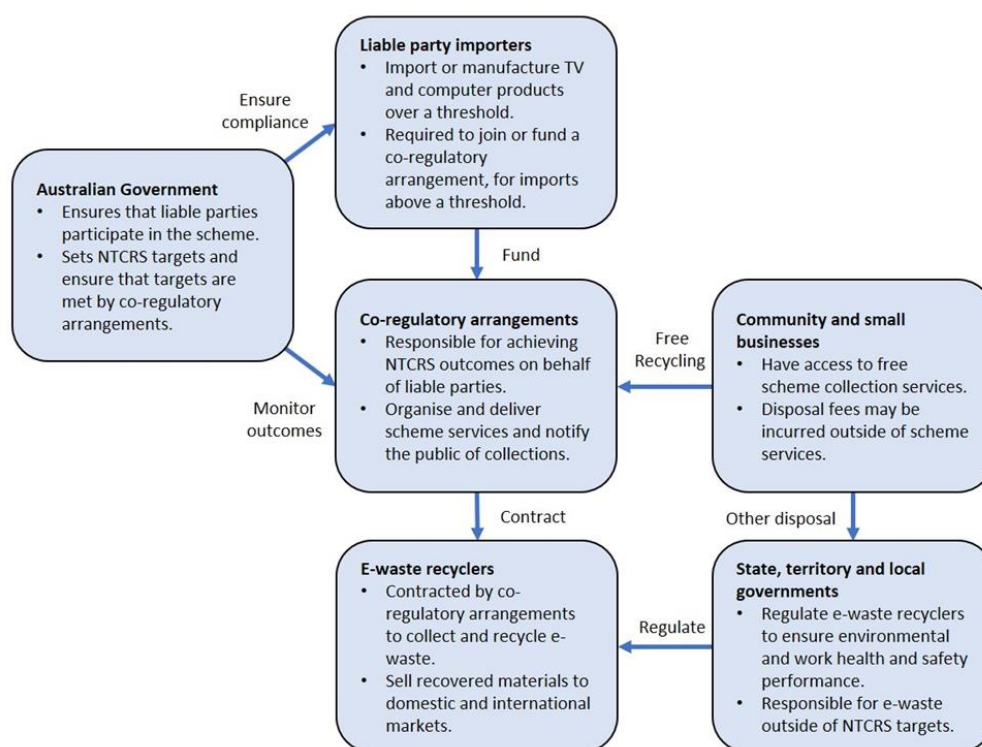 Liable party importers
• Import or manufacture TV
and computer products
over a threshold.
• Required to join or fund a
co-regulatory
arrangement, for imports
above a threshold.
Ensure
compliance
Australian Government
• Ensures that liable parties
participate in the scheme.
• Sets NTCRS targets and
ensure that targets are
met by co-regulatory
arrangements.
Fund
Monitor
outcomes
Co-regulatory arrangements
• Responsible for achieving
NTCRS outcomes on behalf
of liable parties.
• Organise and deliver
scheme services and notify
the public of collections.
Free
Recycling
Community and small
businesses
• Have access to free
scheme collection services.
• Disposal fees may be
incurred outside of scheme
services.
Contract
Other disposal
E-waste recyclers
• Contracted by co-
regulatory arrangements
to collect and recycle e-
waste.
• Sell recovered materials to
domestic and international
markets.
Regulate
State, territory and local
governments
• Regulate e-waste recyclers
to ensure environmental
and work health and safety
performance.
• Responsible for e-waste
outside of NTCRS targets.